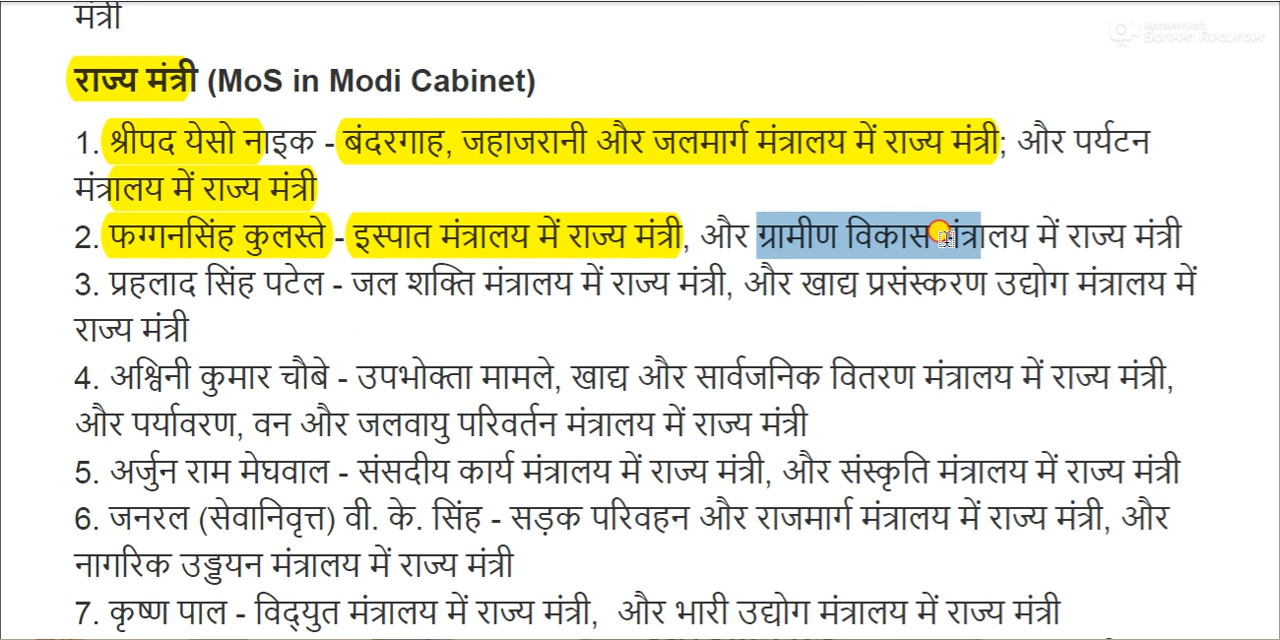 मंत्री
Apowersoft
Screen Recorder
राज्य मंत्री (MoS in Modi Cabinet)
1. श्रीपद येसो नाइक - बंदरगाह, जहाजरानी और जलमार्ग मंत्रालय में राज्य मंत्री; और पर्यटन
मंत्रालय में राज्य मंत्री
2. फग्गनसिंह कुलस्ते - इस्पात मंत्रालय में राज्य मंत्री, और ग्रामीण विकास मंत्रालय में राज्य मंत्री
3. प्रहलाद सिंह पटेल - जल शक्ति मंत्रालय में राज्य मंत्री, और खाद्य प्रसंस्करण उद्योग मंत्रालय में
राज्य मंत्री
4. अश्विनी कुमार चौबे - उपभोक्ता मामले, खाद्य और सार्वजनिक वितरण मंत्रालय में राज्य मंत्री,
और पर्यावरण, वन और जलवायु परिवर्तन मंत्रालय में राज्य मंत्री
5. अर्जुन राम मेघवाल - संसदीय कार्य मंत्रालय में राज्य मंत्री, और संस्कृति मंत्रालय में राज्य मंत्री
6. जनरल (सेवानिवृत्त) वी. के. सिंह - सड़क परिवहन और राजमार्ग मंत्रालय में राज्य मंत्री, और
नागरिक उड्डयन मंत्रालय में राज्य मंत्री
7. कृष्ण पाल - विद्युत मंत्रालय में राज्य मंत्री, और भारी उद्योग मंत्रालय में राज्य मंत्री